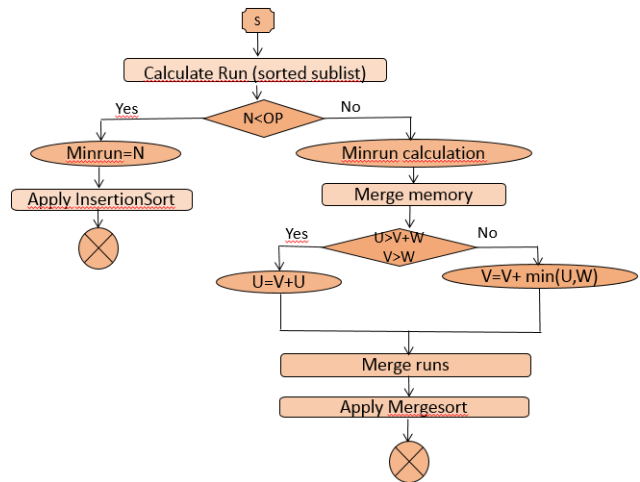 s
Calculate Run (sorted sublist)
Yes
N<OP
No
Minrun=N
Minrun calculation
Apply InsertionSort
Merge memory
Yes
U>V+W
V>W
No
U=V+U
V=V+ min(U,W)
Merge runs
Apply Mergesort